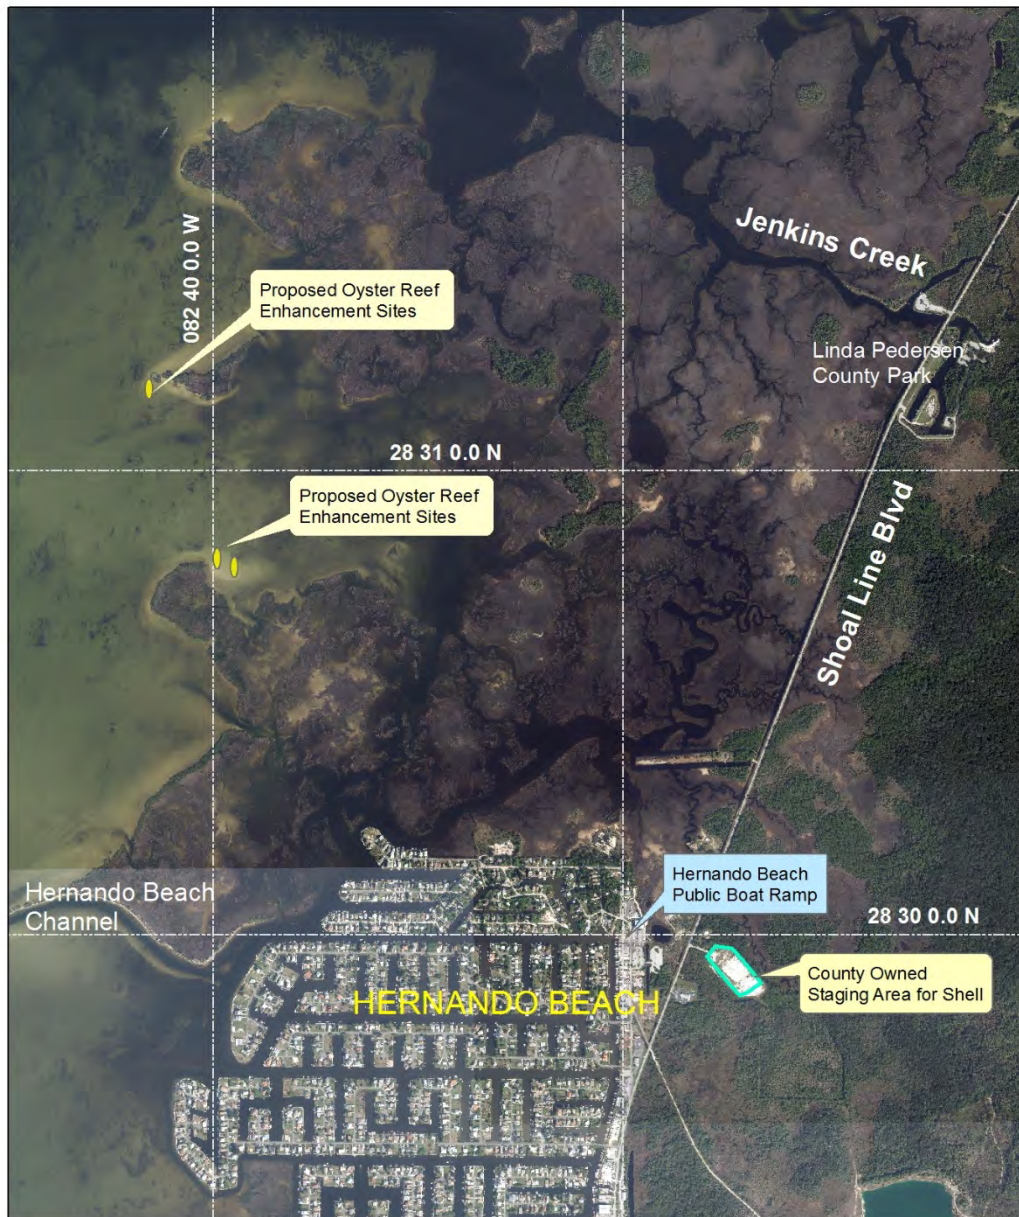 Jenkins Creek
082 40 0.0 W
Proposed Oyster Reef
Enhancement Sites
Linda Pedersen
County Park
28 31 0.0 N
Proposed Oyster Reef
Enhancement Sites
Shoal Line Blvd
Hernando Beach
Public Boat Ramp
Hernando Beach
Channel
28 30 0.0 N
County Owned
Staging Area for Shell
HERNANDO BEACH